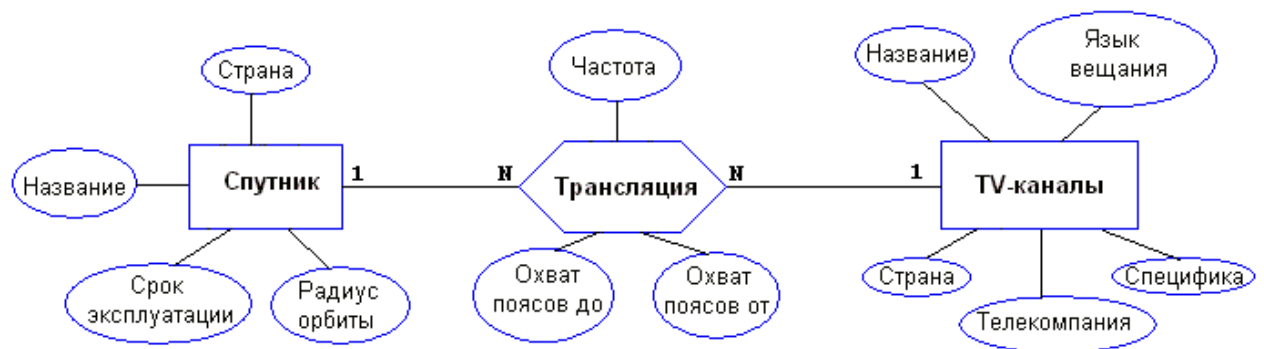 Название
Страна
Спутник
Срок
эксплуатации
Радиус
орбиты
1
N
Частота
Трансляция
Охват
поясов до
Охват
поясов от
N
1
Название
Язык
вещания
TV-каналы
Страна
Телекомпания
Специфика